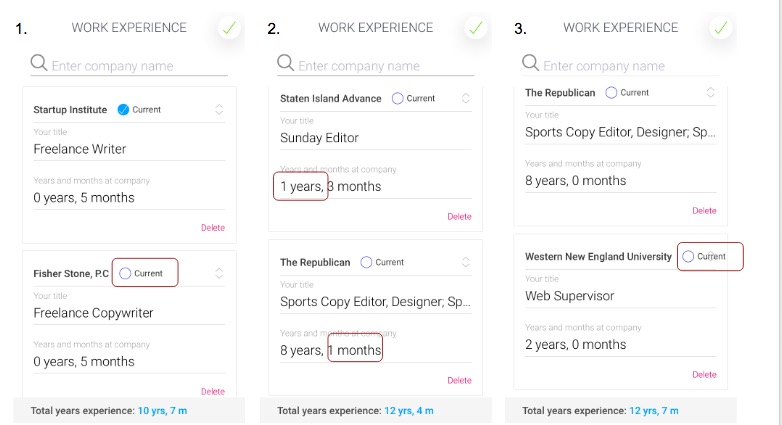 1. WORK EXPERIENCE
Enter company name
Startup Institute Current
Your title
Freelance Writer
Years and months at company
0 years, 5 months
Delete
Fisher Stone, P.C Current
Your title
Freelance Copywriter
Years and months at company
0 years, 5 months
Delete
Total years experience: 10 yrs, 7 m
2. WORK EXPERIENCE
Enter company name
Staten Island Advance Current
Your title
Sunday Editor
Years and months at company
1 years, 3 months
Delete
The Republican Current
Your title
Sports Copy Editor, Designer; Sp...
Years and months at company
8 years, 1 months
Delete
Total years experience: 12 yrs, 4 m
3. WORK EXPERIENCE
Enter company name
The Republican Current
Your title
Sports Copy Editor, Designer; Sp...
Years and months at company
8 years, 0 months
Delete
Western New England University Current
Your title
Web Supervisor
Years and months at company
2 years, 0 months
Delete
Total years experience: 12 yrs, 7 m